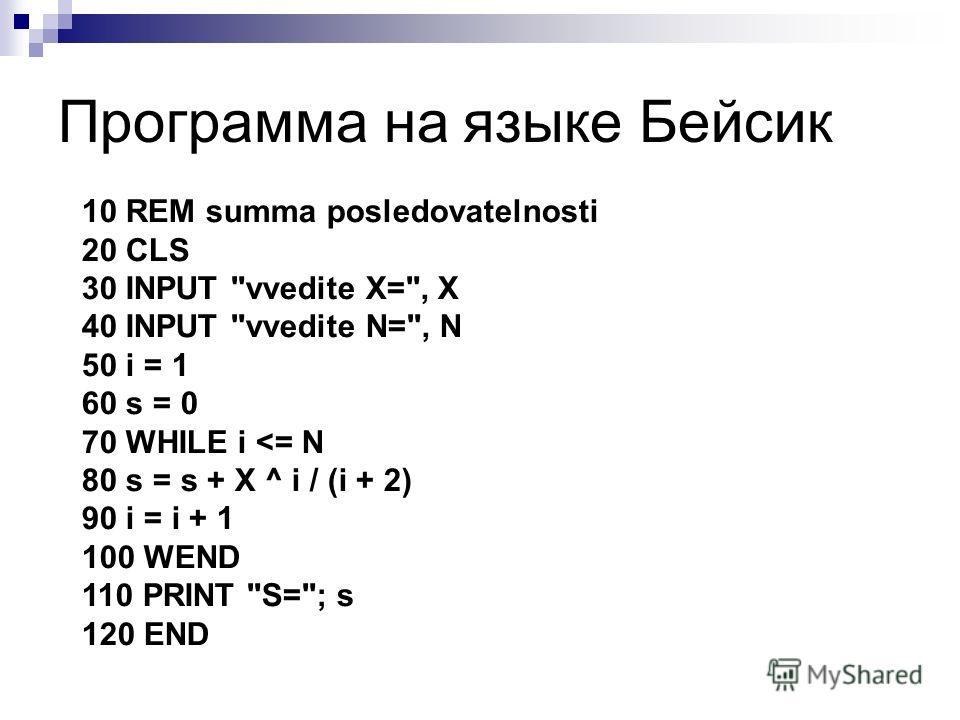 Программа на языке Бейсик
10 REM summa posledovatelnosti
20 CLS
30 INPUT "vvedite X=", X
40 INPUT "vvedite N=", N
50 i = 1
60 s = 0
70 WHILE i <= N
80 s = s + X ^ i / (i + 2)
90 i = i + 1
100 WEND
110 PRINT "S="; s
120 END
MyShared